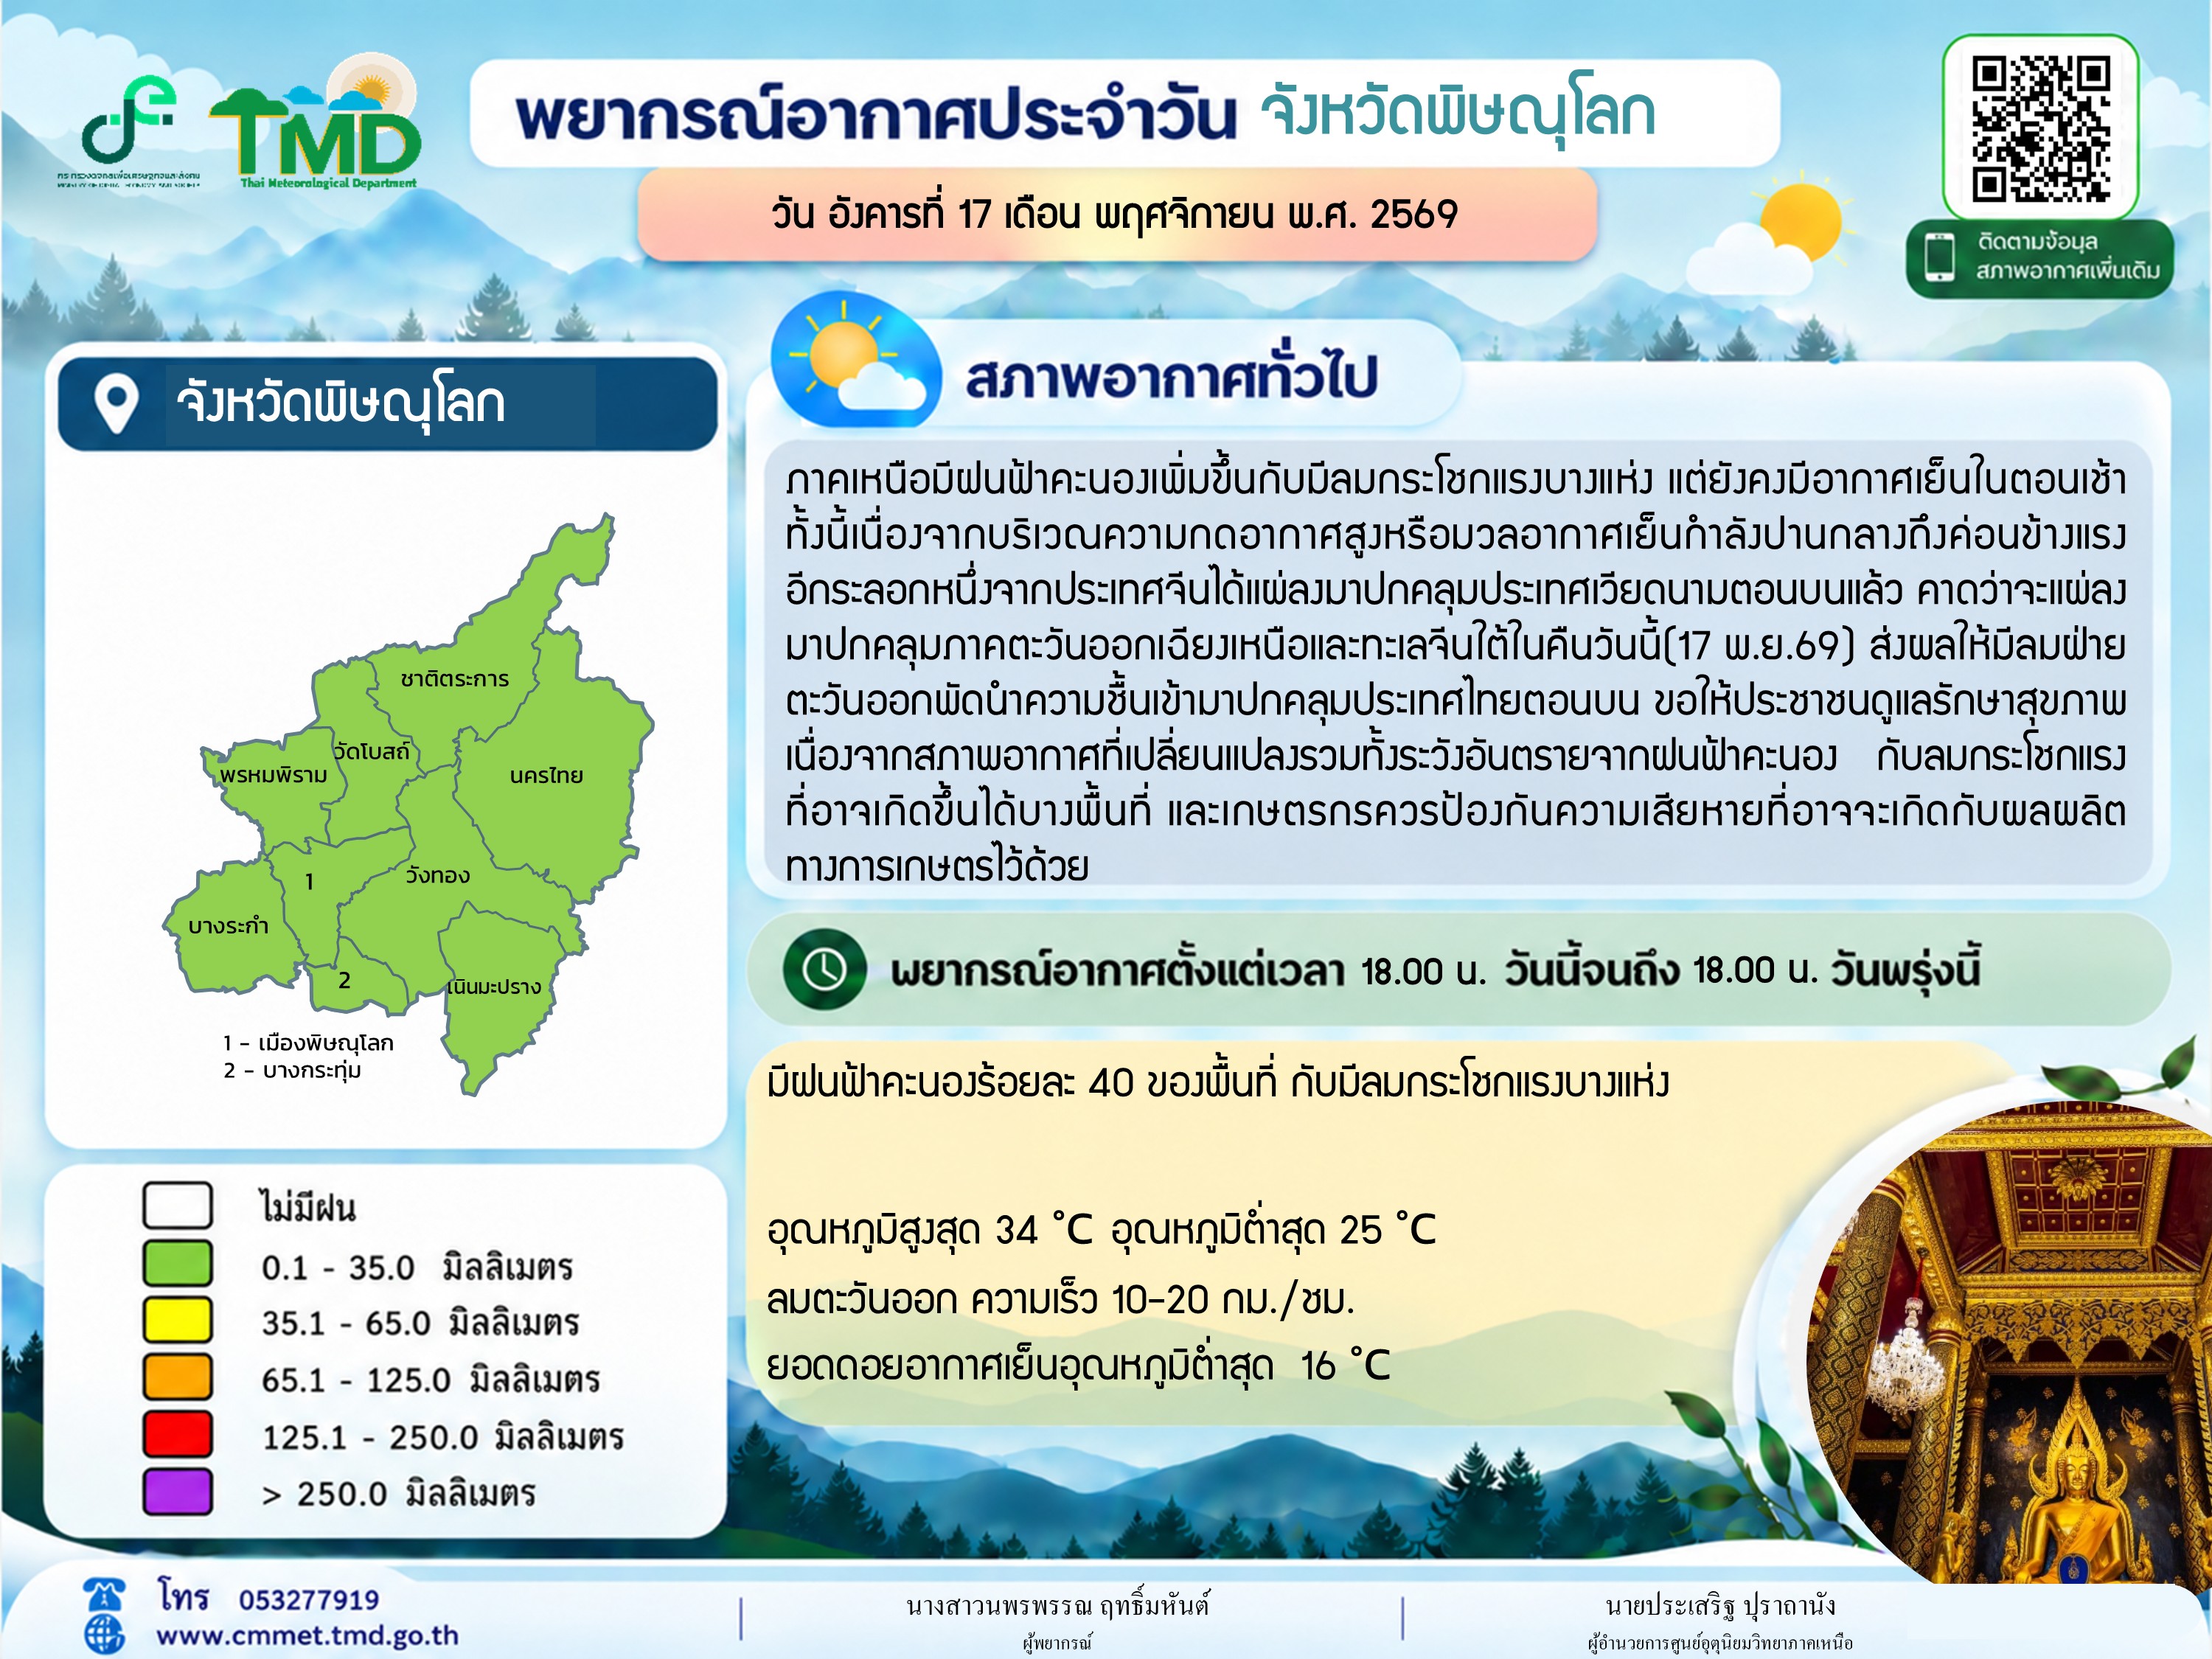 พยากรณ์อากาศประจำวัน จังหวัดพิษณุโลก
TMD
Thai Meteorological Department
วัน อังคารที่ 17 เดือน พฤศจิกายน พ.ศ. 2569
ติดตามข้อมูล
สภาพอากาศเพิ่มเติม
จังหวัดพิษณุโลก
ชาติตระการ
วัดโบสถ์
พรหมพิราม
นครไทย
วังทอง
1
บางระกำ
2
เนินมะปราง
1 - เมืองพิษณุโลก
2 - บางกระทุ่ม
ไม่มีฝน
0.1 - 35.0 มิลลิเมตร
35.1 - 65.0 มิลลิเมตร
65.1 - 125.0 มิลลิเมตร
125.1 - 250.0 มิลลิเมตร
> 250.0 มิลลิเมตร
สภาพอากาศทั่วไป
ภาคเหนือมีฝนฟ้าคะนองเพิ่มขึ้นกับมีลมกระโชกแรงบางแห่ง แต่ยังคงมีอากาศเย็นในตอนเช้า
ทั้งนี้เนื่องจากบริเวณความกดอากาศสูงหรือมวลอากาศเย็นกำลังปานกลางถึงค่อนข้างแรง
อีกระลอกหนึ่งจากประเทศจีนได้แผ่ลงมาปกคลุมประเทศเวียดนามตอนบนแล้ว คาดว่าจะแผ่ลง
มาปกคลุมภาคตะวันออกเฉียงเหนือและทะเลจีนใต้ในคืนวันนี้(17 พ.ย.69) ส่งผลให้มีลมฝ่าย
ตะวันออกพัดนำความชื้นเข้ามาปกคลุมประเทศไทยตอนบน ขอให้ประชาชนดูแลรักษาสุขภาพ
เนื่องจากสภาพอากาศที่เปลี่ยนแปลงรวมทั้งระวังอันตรายจากฝนฟ้าคะนอง กับลมกระโชกแรง
ที่อาจเกิดขึ้นได้บางพื้นที่ และเกษตรกรควรป้องกันความเสียหายที่อาจจะเกิดกับผลผลิต
ทางการเกษตรไว้ด้วย
พยากรณ์อากาศตั้งแต่เวลา 18.00 น. วันนี้จนถึง 18.00 น. วันพรุ่งนี้
มีฝนฟ้าคะนองร้อยละ 40 ของพื้นที่ กับมีลมกระโชกแรงบางแห่ง
อุณหภูมิสูงสุด 34 °C อุณหภูมิต่ำสุด 25 °C
ลมตะวันออก ความเร็ว 10-20 กม./ชม.
ยอดดอยอากาศเย็นอุณหภูมิต่ำสุด 16 °C
โทร 053277919
www.cmmet.tmd.go.th
นางสาวนพรพรรณ ฤทธิ์มหันต์
ผู้พยากรณ์
นายประเสริฐ ปุราถานัง
ผู้อำนวยการศูนย์อุตุนิยมวิทยาภาคเหนือ